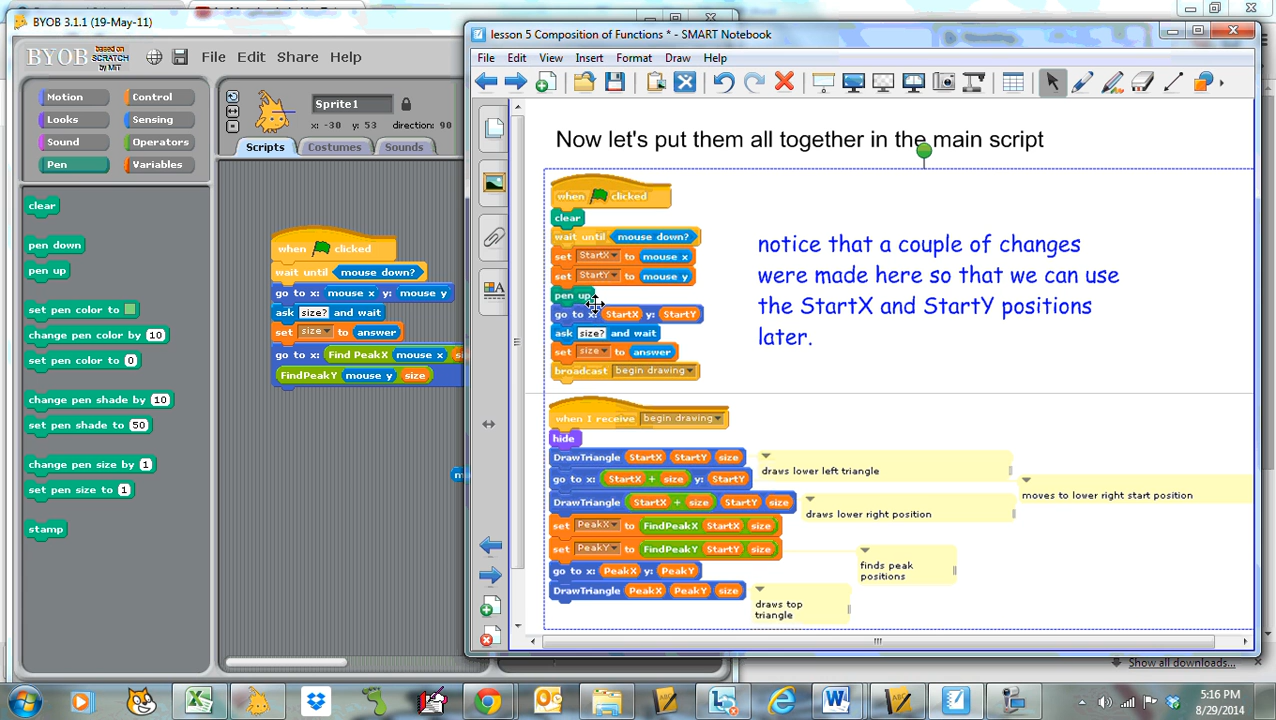 BYOB 3.1.1 (19-May-11)
BYOB based on SCRATCH by MIT File Edit Share Help
Motion Control
Looks Sensing
Sound Operators
Pen Variables
clear
pen down
pen up
set pen color to
change pen color by 10
set pen color to 0
change pen shade by 10
set pen shade to 50
change pen size by 1
set pen size to 1
stamp
Sprite1
x: -30 y: 53 direction: 90
Scripts Costumes Sounds
when clicked
wait until mouse down?
go to x: mouse x y: mouse y
ask size? and wait
set size to answer
go to x: Find PeakX mouse x
FindPeakY mouse y size
lesson 5 Composition of Functions * - SMART Notebook
File Edit View Insert Format Draw Help
Now let's put them all together in the main script
when clicked
clear
wait until mouse down?
set StartX to mouse x
set StartY to mouse y
pen up
go to x: StartX y: StartY
ask size? and wait
set size to answer
broadcast begin drawing
notice that a couple of changes
were made here so that we can use
the StartX and StartY positions
later.
when I receive begin drawing
hide
DrawTriangle StartX StartY size
draws lower left triangle
go to x: StartX + size y: StartY
moves to lower right start position
DrawTriangle StartX + size StartY size
draws lower right position
set PeakX to FindPeakX StartX size
set PeakY to FindPeakY StartY size
finds peak
positions
go to x: PeakX y: PeakY
DrawTriangle PeakX PeakY size
draws top
triangle
Show all downloads...
5:16 PM
8/29/2014